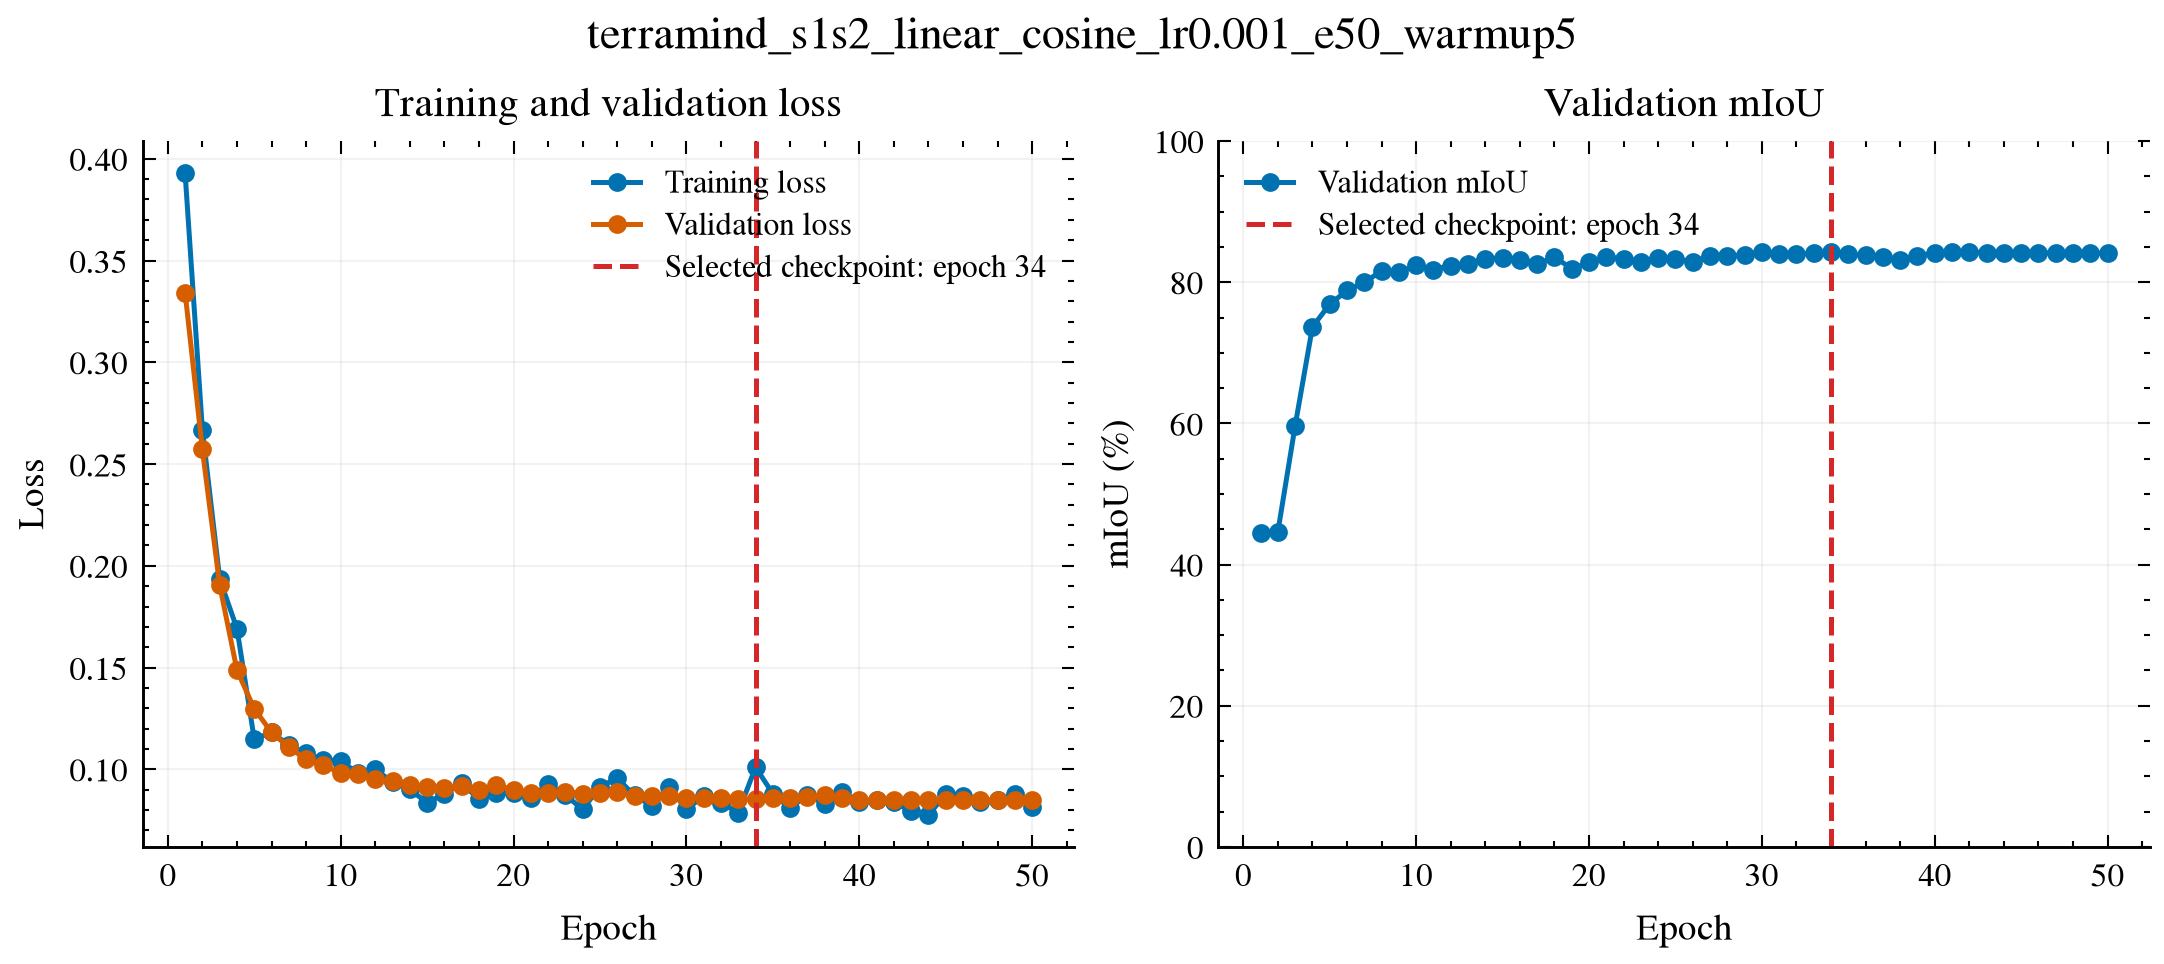 terramind_s1s2_linear_cosine_lr0.001_e50_warmup5
Training and validation loss
0.40
0.35
0.30
0.25
0.20
0.15
0.10
Loss
Training loss
Validation loss
Selected checkpoint: epoch 34
0 10 20 30 40 50
Epoch
Validation mIoU
100
80
60
40
20
0
mIoU (%)
Validation mIoU
Selected checkpoint: epoch 34
0 10 20 30 40 50
Epoch